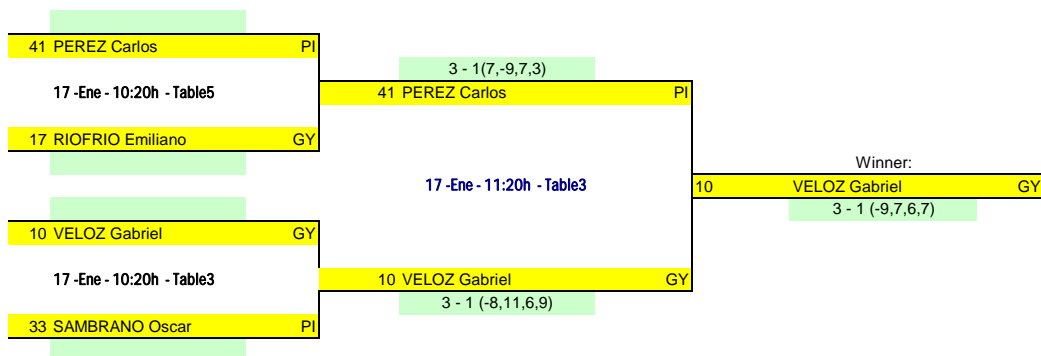 41 PEREZ Carlos PI
17 -Ene - 10:20h - Table5
17 RIOFRIO Emiliano GY
3 - 1(7,-9,7,3)
41 PEREZ Carlos PI
17 -Ene - 11:20h - Table3
Winner:
10 VELOZ Gabriel GY
3 - 1 (-9,7,6,7)
10 VELOZ Gabriel GY
17 -Ene - 10:20h - Table3
33 SAMBRANO Oscar PI
10 VELOZ Gabriel GY
3 - 1 (-8,11,6,9)